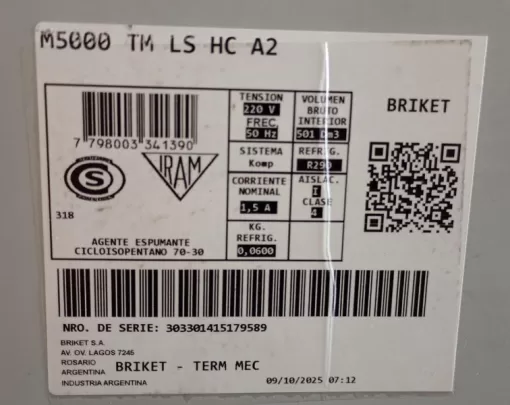 M5000 TM LS HC A2
7 798003 341390
S
IRAM
318
AGENTE ESPUMANTE
CICLOISOPENTANO 70-30
TENSION
220 V
FREC.
50 Hz
VOLUMEN
BRUTO
INTERIOR
501 Dm3
SISTEMA
Komp
REFRIG.
R290
CORRIENTE
NOMINAL
1,5 A
AISLAC.
I
CLASE
4
KG.
REFRIG.
0,0600
BRIKET
NRO. DE SERIE: 303301415179589
BRIKET S.A.
AV. OV. LAGOS 7245
ROSARIO
ARGENTINA
INDUSTRIA ARGENTINA
BRIKET - TERM MEC
09/10/2025 07:12